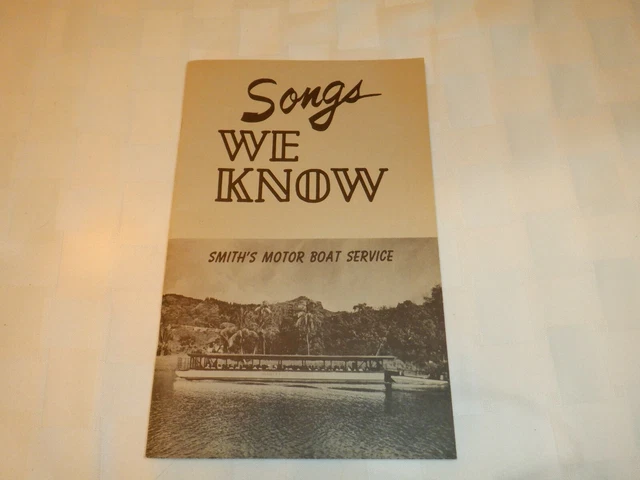 Songs
WE
KNOW
SMITH'S MOTOR BOAT SERVICE